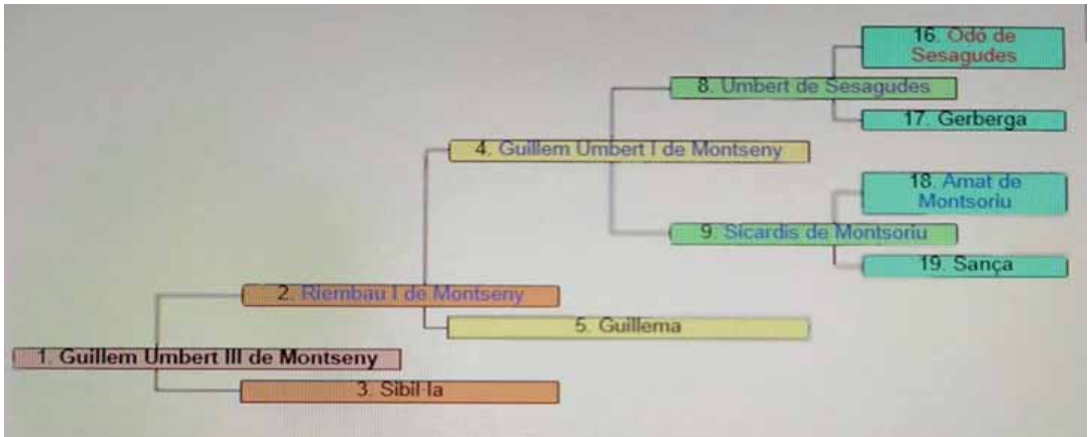 16. Odó de
Sesagudes
8. Umbert de Sesagudes
17. Gerberga
4. Guillem Umbert I de Montseny
18. Amat de
Montsoriu
9. Sicardis de Montsoriu
19. Sança
2. Riembau I de Montseny
5. Guillema
1. Guillem Umbert III de Montseny
3. Sibil·la